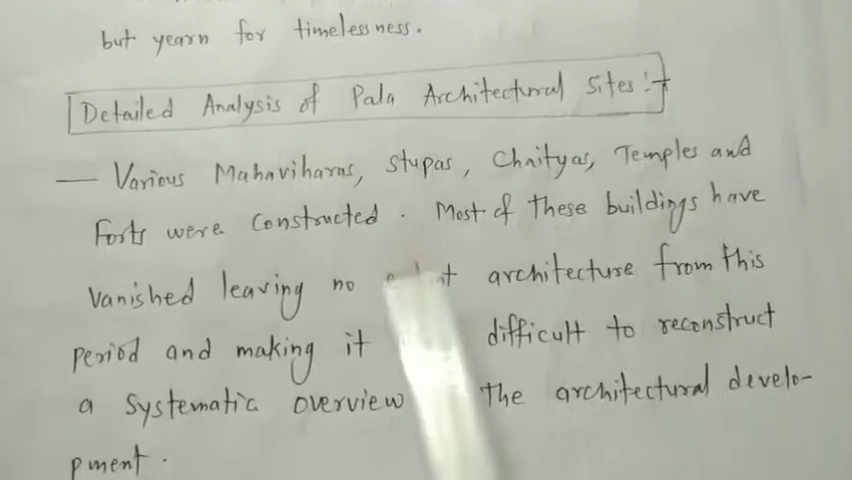 but yearn for timelessness.
Detailed Analysis of Pala Architectural Sites:-
— Various Mahaviharas, Stupas, Chaityas, Temples and
Forts were constructed. Most of these buildings have
vanished leaving no architecture from this
period and making it difficult to reconstruct
a systematic overview the architectural develo-
pment.